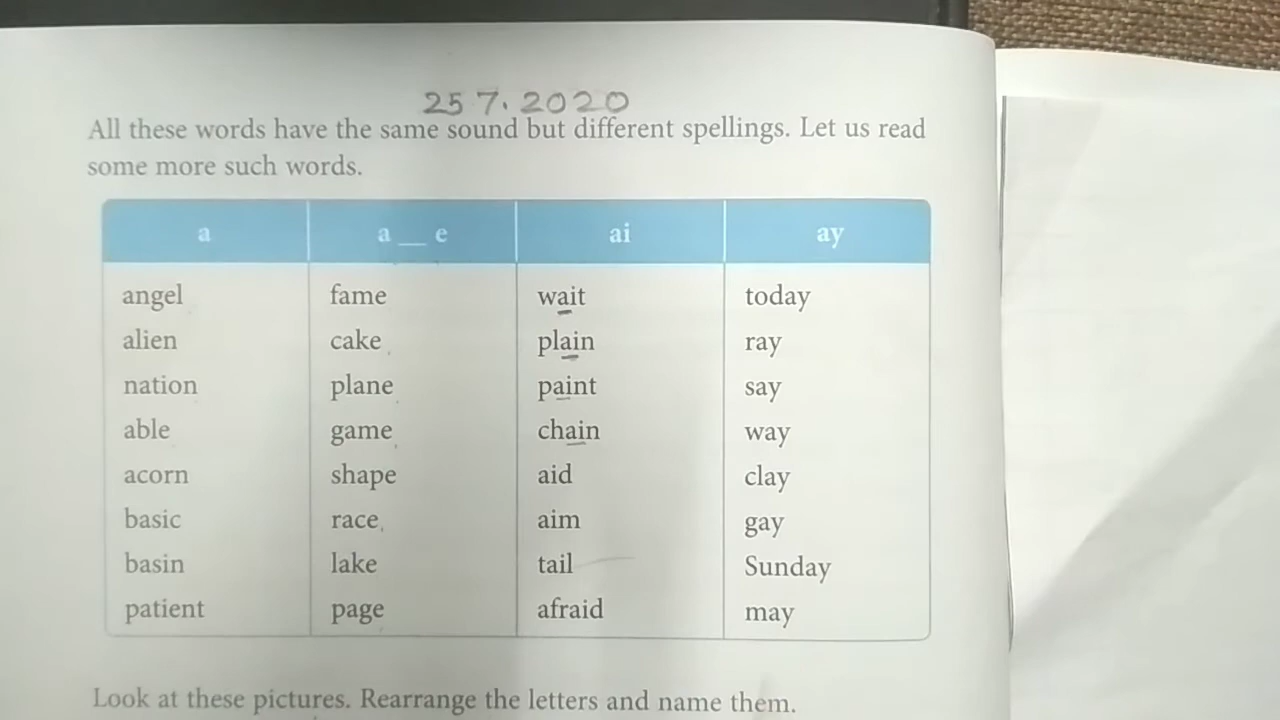 25 7. 2020
All these words have the same sound but different spellings. Let us read
some more such words.
a a __ e ai ay
angel fame wait today
alien cake plain ray
nation plane paint say
able game chain way
acorn shape aid clay
basic race aim gay
basin lake tail Sunday
patient page afraid may
Look at these pictures. Rearrange the letters and name them.